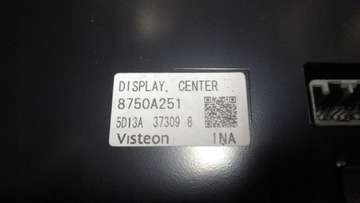 DISPLAY, CENTER
8750A251
5D13A 37309 8
Visteon INA